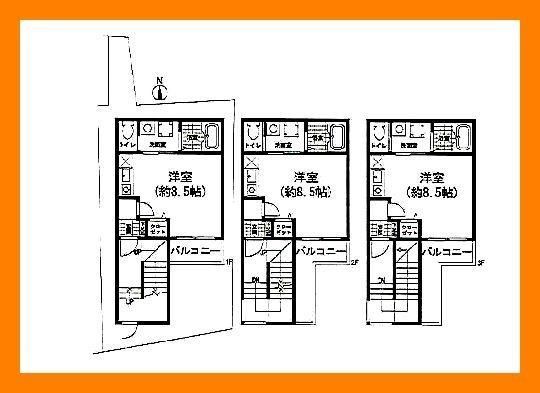 N
トイレ
洗面室
浴室
洋室
(約8.5帖)
クロー
ゼット
バルコニー
UP
UP
1F
トイレ
洗面室
浴室
洋室
(約8.5帖)
クロー
ゼット
バルコニー
DN
UP
2F
トイレ
洗面室
浴室
洋室
(約8.5帖)
クロー
ゼット
バルコニー
DN
3F